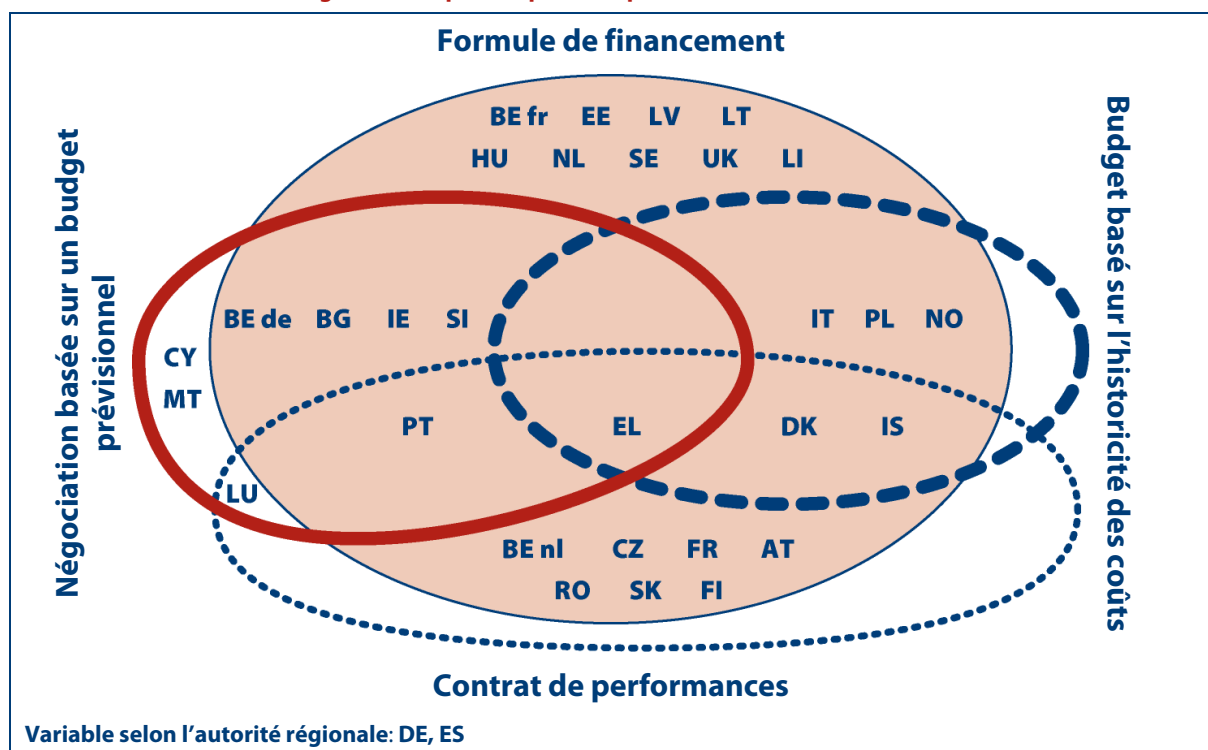 Formule de financement
BE fr EE LV LT
HU NL SE UK LI
Négociation basée sur un budget
prévisionnel
Budget basé sur l'historicité des coûts
BE de BG IE SI
IT PL NO
CY
MT
PT EL DK IS
LU
BE nl CZ FR AT
RO SK FI
Contrat de performances
Variable selon l'autorité régionale: DE, ES